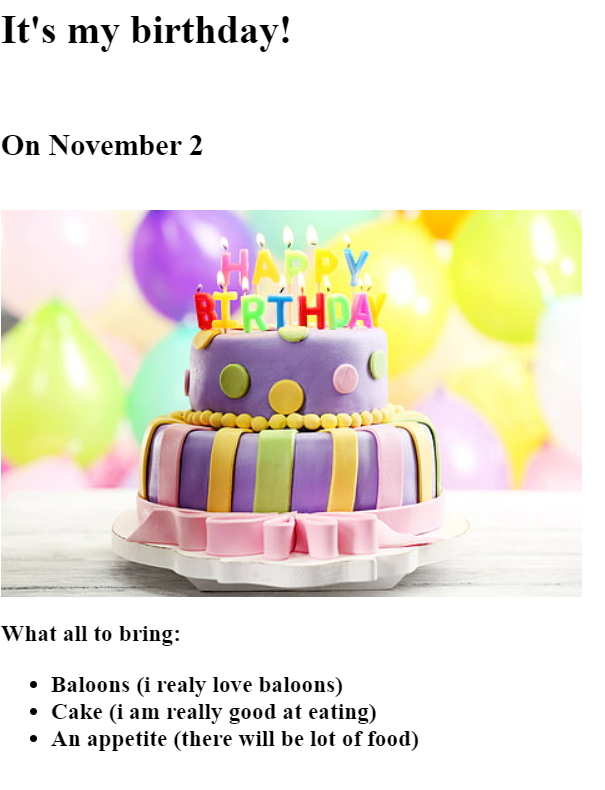 It's my birthday!
On November 2
HAPPY
BIRTHDAY
What all to bring:
Baloons (i realy love baloons)
Cake (i am really good at eating)
An appetite (there will be lot of food)